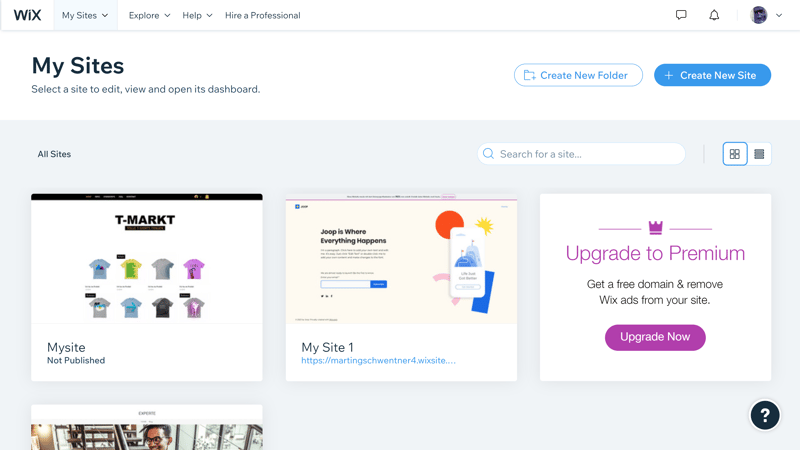 WiX
My Sites
Explore
Help
Hire a Professional
My Sites
Select a site to edit, view and open its dashboard.
Create New Folder
Create New Site
All Sites
Search for a site...
T-MARKT
JOOP
Joop is Where
Everything Happens
Mysite
Not Published
My Site 1
https://martingschwentner4.wixsite....
Upgrade to Premium
Get a free domain & remove
Wix ads from your site.
Upgrade Now
EXPERTS
?